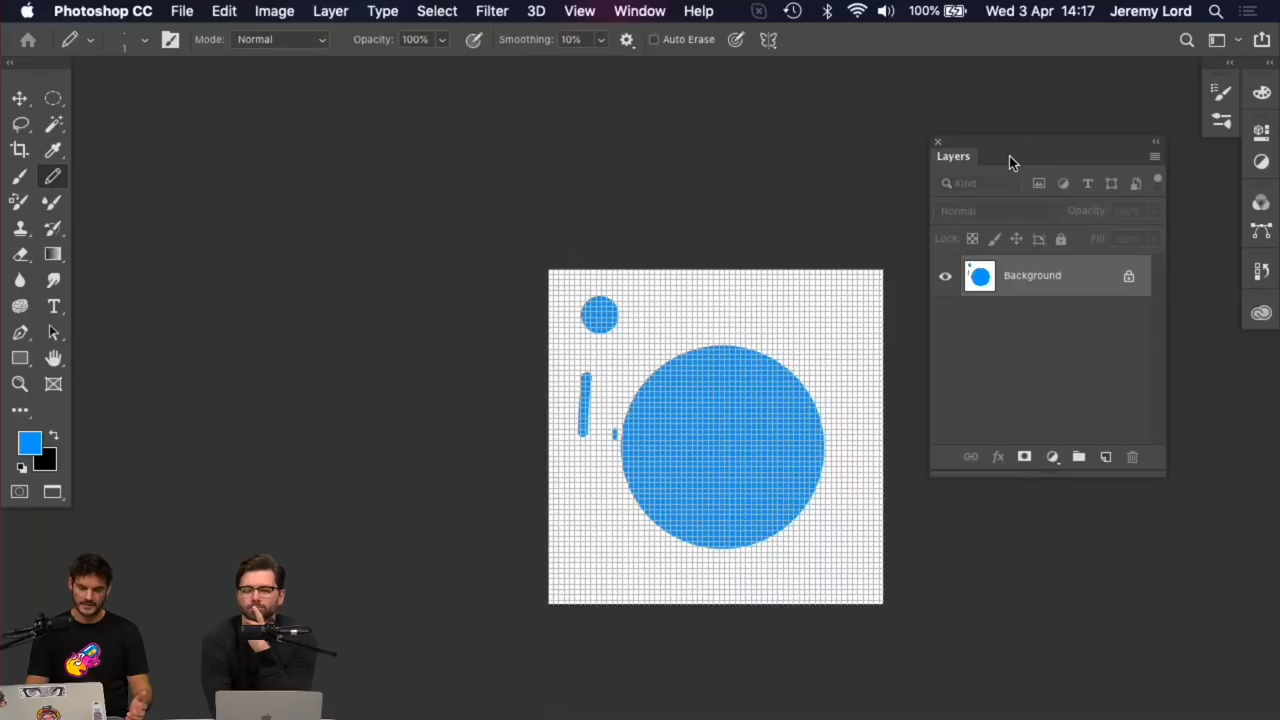 Photoshop CC File Edit Image Layer Type Select Filter 3D View Window Help 100% Wed 3 Apr 14:17 Jeremy Lord
Mode: Normal Opacity: 100% Smoothing: 10% Auto Erase
Layers
Kind
Normal Opacity: 100%
Lock: Fill:
Background